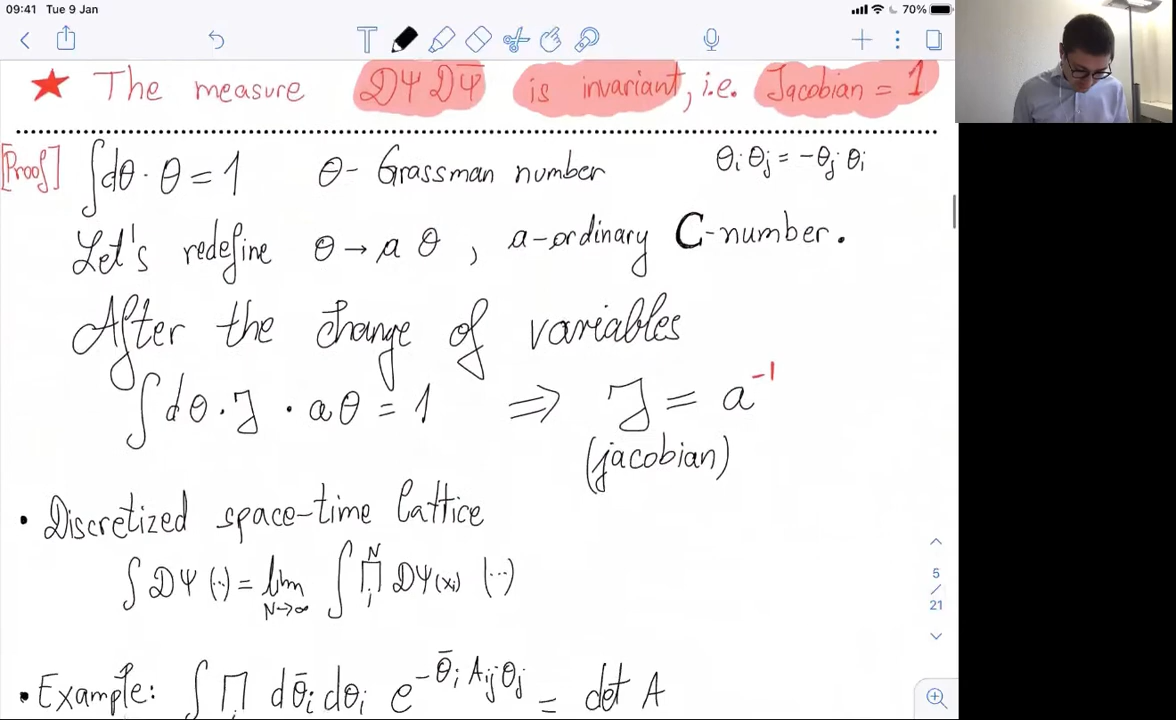 09:41 Tue 9 Jan 70%
★ The measure DΨDΨ̄ is invariant, i.e. Jacobian = 1
[Proof] ∫dθ · θ = 1 θ- Grassman number θᵢθⱼ = -θⱼθᵢ
Let's redefine θ → a θ , a-ordinary C-number.
After the change of variables
∫dθ · J · aθ = 1 ⟹ J = a⁻¹
(jacobian)
• Discretized space-time lattice
∫DΨ (··) = lim N→∞ ∫ ∏ᵢᴺ DΨ(xᵢ) (···)
5
/
21
• Example: ∫ ∏ᵢ dθ̄ᵢ dθᵢ e^{-θ̄ᵢ Aᵢⱼ θⱼ} = det A